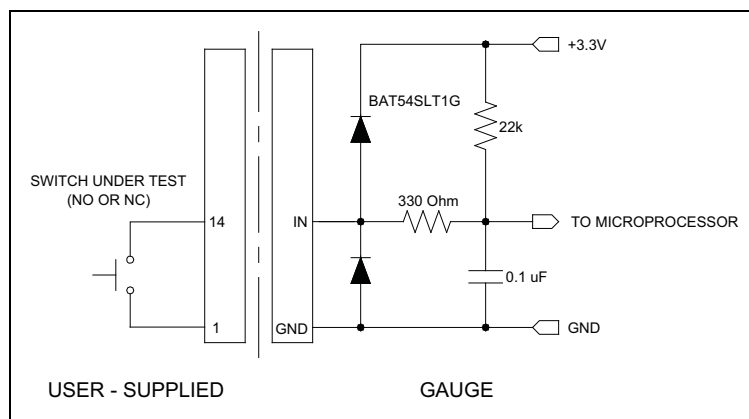 +3.3V
BAT54SLT1G
22k
SWITCH UNDER TEST
(NO OR NC)
330 Ohm
14
IN
TO MICROPROCESSOR
0.1 uF
1
GND
GND
USER - SUPPLIED
GAUGE